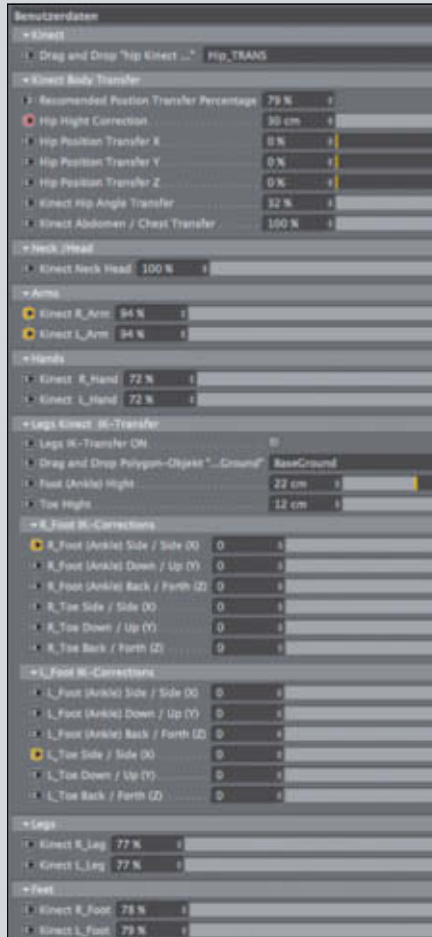 Benutzerdaten
Kinect
Drag and Drop "hip Kinect ..." Hip_TRANS
Kinect Body Transfer
Recomended Postion Transfer Percentage 79 %
Hip Hight Correction 30 cm
Hip Position Transfer X 0 %
Hip Position Transfer Y 0 %
Hip Position Transfer Z 0 %
Kinect Hip Angle Transfer 32 %
Kinect Abdomen / Chest Transfer 100 %
Neck /Head
Kinect Neck Head 100 %
Arms
Kinect R_Arm 94 %
Kinect L_Arm 94 %
Hands
Kinect R_Hand 72 %
Kinect L_Hand 72 %
Legs Kinect IK-Transfer
Legs IK-Transfer ON
Drag and Drop Polygon-Objekt "...Ground" BaseGround
Foot (Ankle) Hight 22 cm
Toe Hight 12 cm
R_Foot IK-Corrections
R_Foot (Ankle) Side / Side (X) 0
R_Foot (Ankle) Down / Up (Y) 0
R_Foot (Ankle) Back / Forth (Z) 0
R_Toe Side / Side (X) 0
R_Toe Down / Up (Y) 0
R_Toe Back / Forth (Z) 0
L_Foot IK-Corrections
L_Foot (Ankle) Side / Side (X) 0
L_Foot (Ankle) Down / Up (Y) 0
L_Foot (Ankle) Back / Forth (Z) 0
L_Toe Side / Side (X) 0
L_Toe Down / Up (Y) 0
L_Toe Back / Forth (Z) 0
Legs
Kinect R_Leg 77 %
Kinect L_Leg 77 %
Feet
Kinect R_Foot 78 %
Kinect L_Foot 79 %